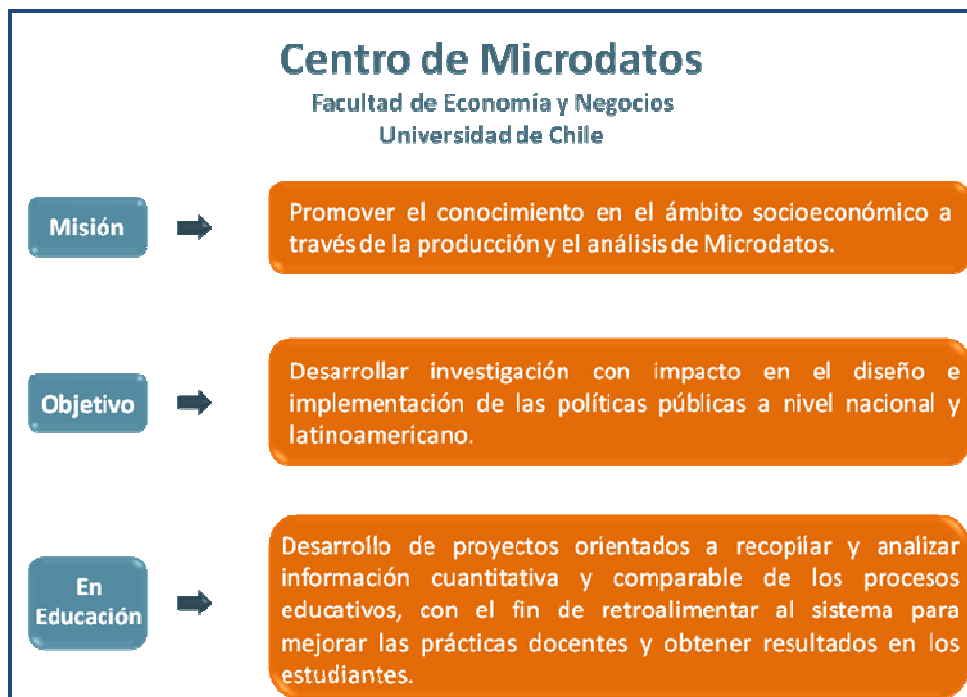 Centro de Microdatos
Facultad de Economía y Negocios
Universidad de Chile
Misión
Promover el conocimiento en el ámbito socioeconómico a
través de la producción y el análisis de Microdatos.
Objetivo
Desarrollar investigación con impacto en el diseño e
implementación de las políticas públicas a nivel nacional y
latinoamericano.
En
Educación
Desarrollo de proyectos orientados a recopilar y analizar
información cuantitativa y comparable de los procesos
educativos, con el fin de retroalimentar al sistema para
mejorar las prácticas docentes y obtener resultados en los
estudiantes.